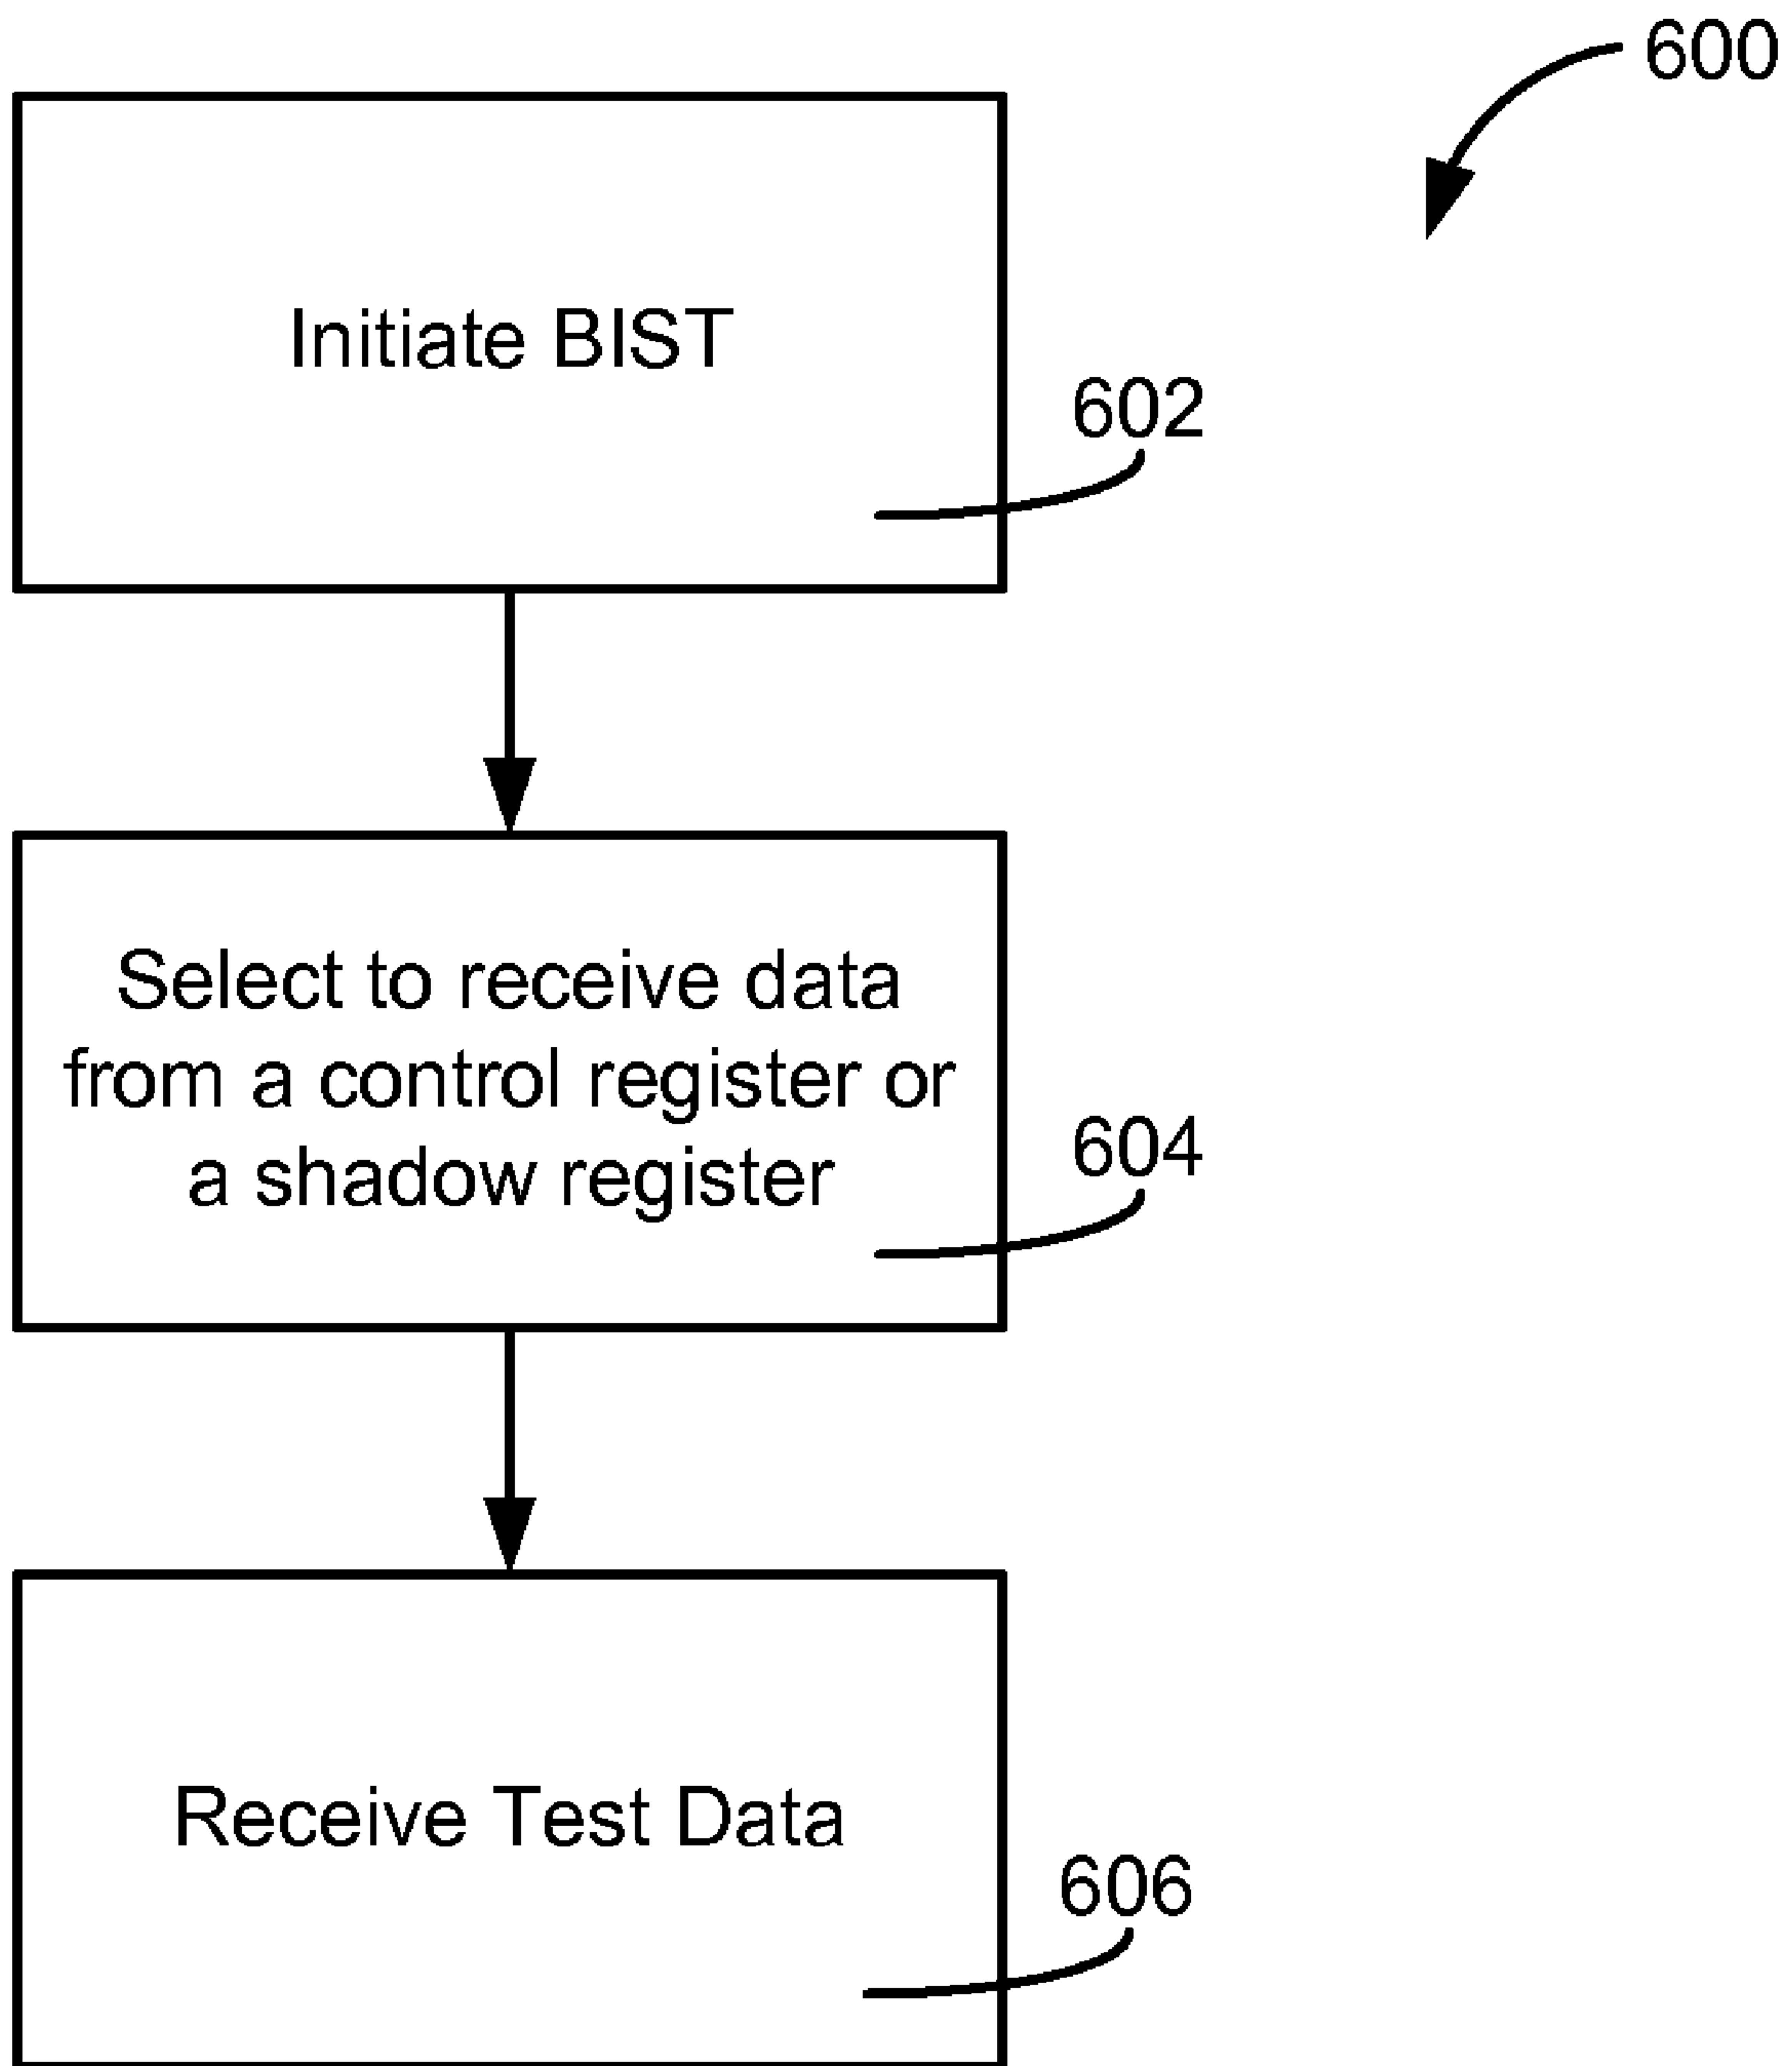 600
Initiate BIST
602
Select to receive data
from a control register or
a shadow register
604
Receive Test Data
606